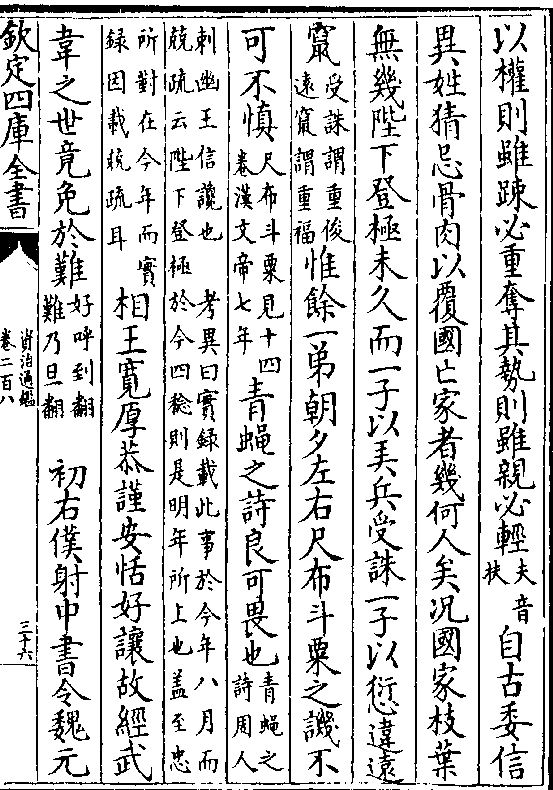 以權則雖疎必重奪其勢則雖親必輕夫音扶自古委信
異姓猜忌骨肉以覆國亡家者幾何人矣况國家枝葉
無幾陛下登極未久而一子以弄兵受誅一子以愆違遠
竄受誅謂重俊遠竄謂重福惟餘一弟朝夕左右尺布斗粟之譏不
可不慎尺布斗粟見十四卷漢文帝七年青蝇之詩良可畏也青蝇之詩周人
刺幽王信讒也考異曰實録載此事於今年八月而兢疏云陛下登極於今四稔則是明年所上也盖至忠
所對在今年而實録因載兢疏耳相王寛厚恭謹安恬好讓故經武
韋之世竟免於難好呼到翻難乃旦翻初右僕射中書令魏元
欽定四庫全書
資治通鑑
卷二百八
三十六